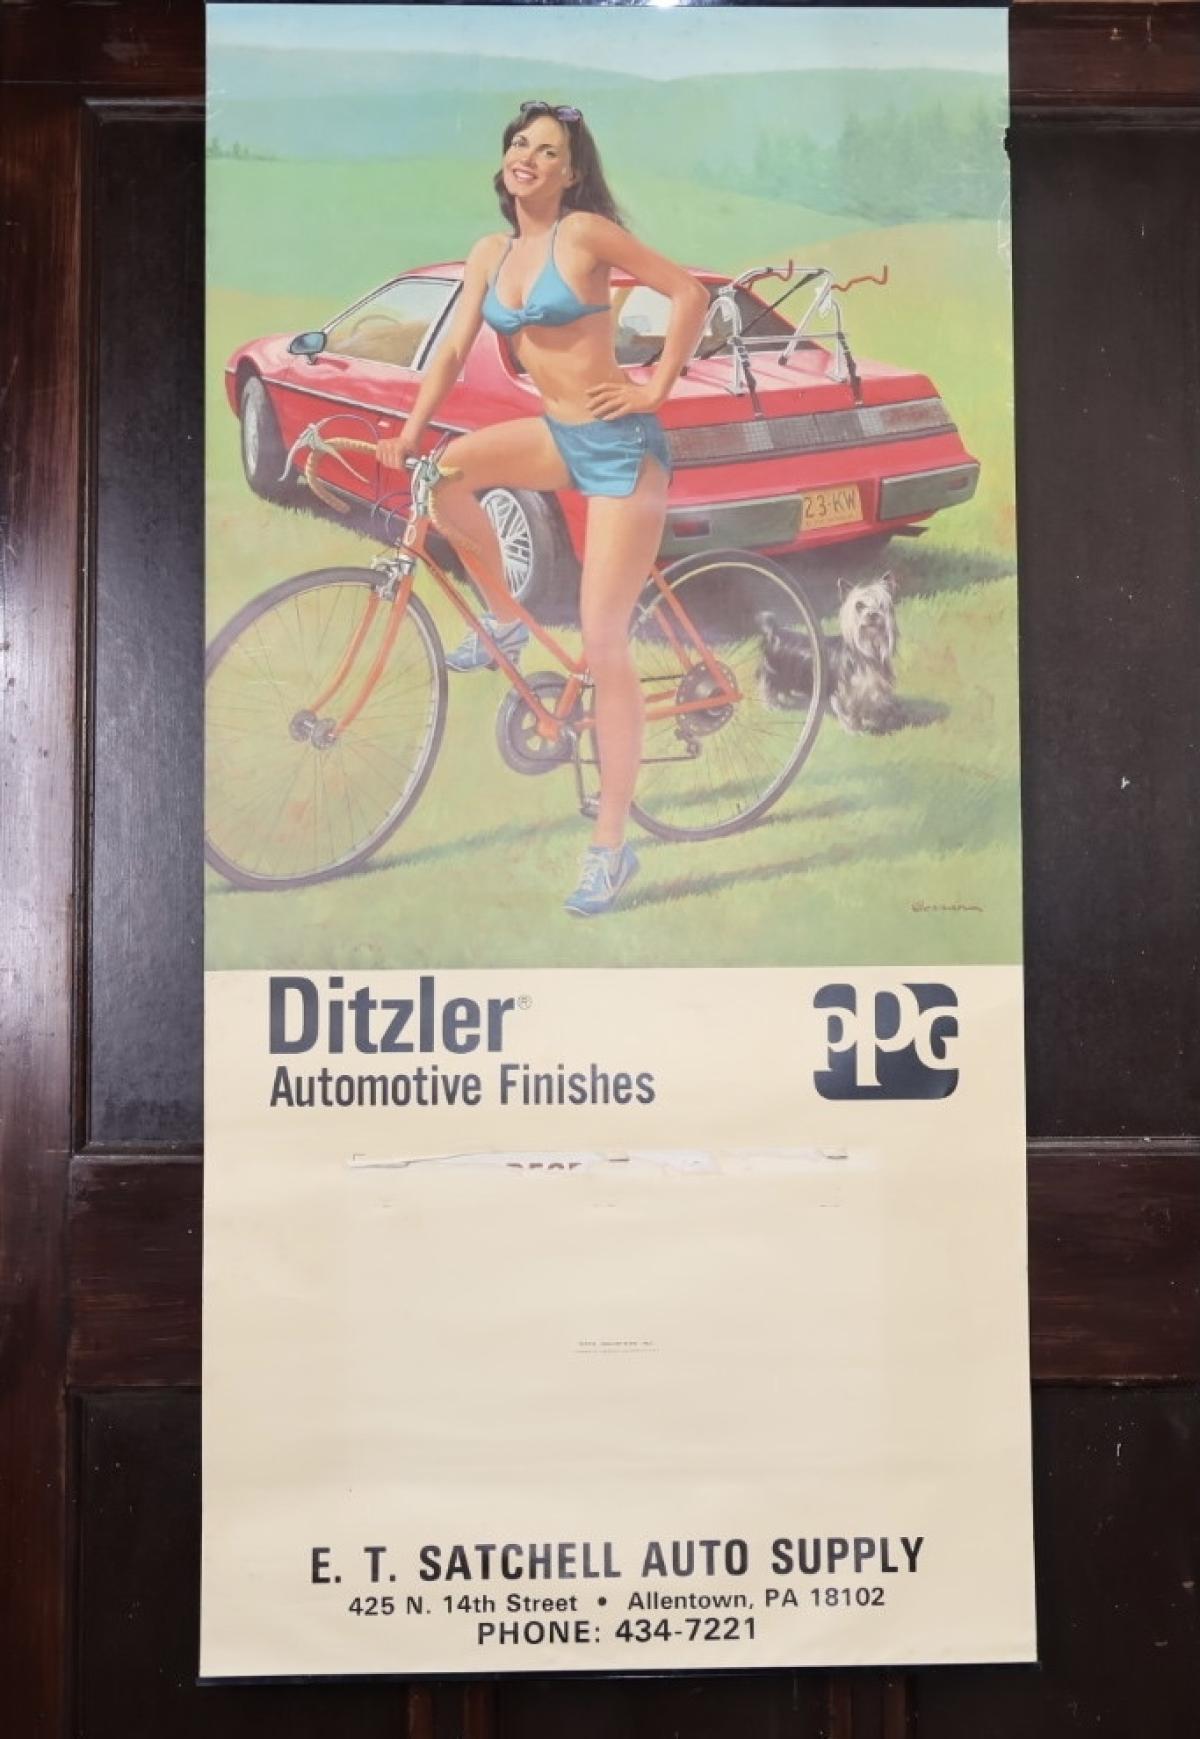 23-KW
Ditzler®
Automotive Finishes
PPG
E. T. SATCHELL AUTO SUPPLY
425 N. 14th Street • Allentown, PA 18102
PHONE: 434-7221